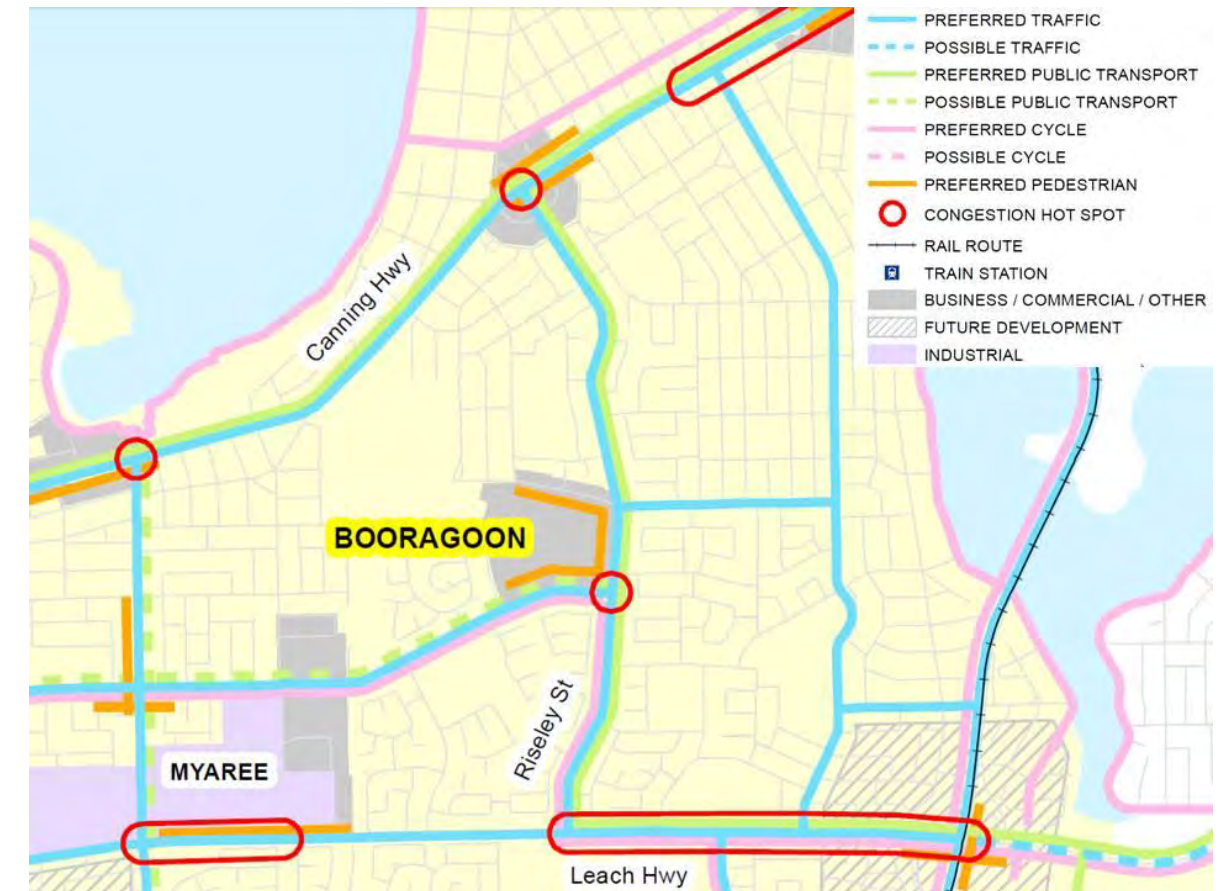 PREFERRED TRAFFIC
POSSIBLE TRAFFIC
PREFERRED PUBLIC TRANSPORT
POSSIBLE PUBLIC TRANSPORT
PREFERRED CYCLE
POSSIBLE CYCLE
PREFERRED PEDESTRIAN
CONGESTION HOT SPOT
RAIL ROUTE
TRAIN STATION
BUSINESS / COMMERCIAL / OTHER
FUTURE DEVELOPMENT
INDUSTRIAL
Canning Hwy
BOORAGOON
Riseley St
MYAREE
Leach Hwy